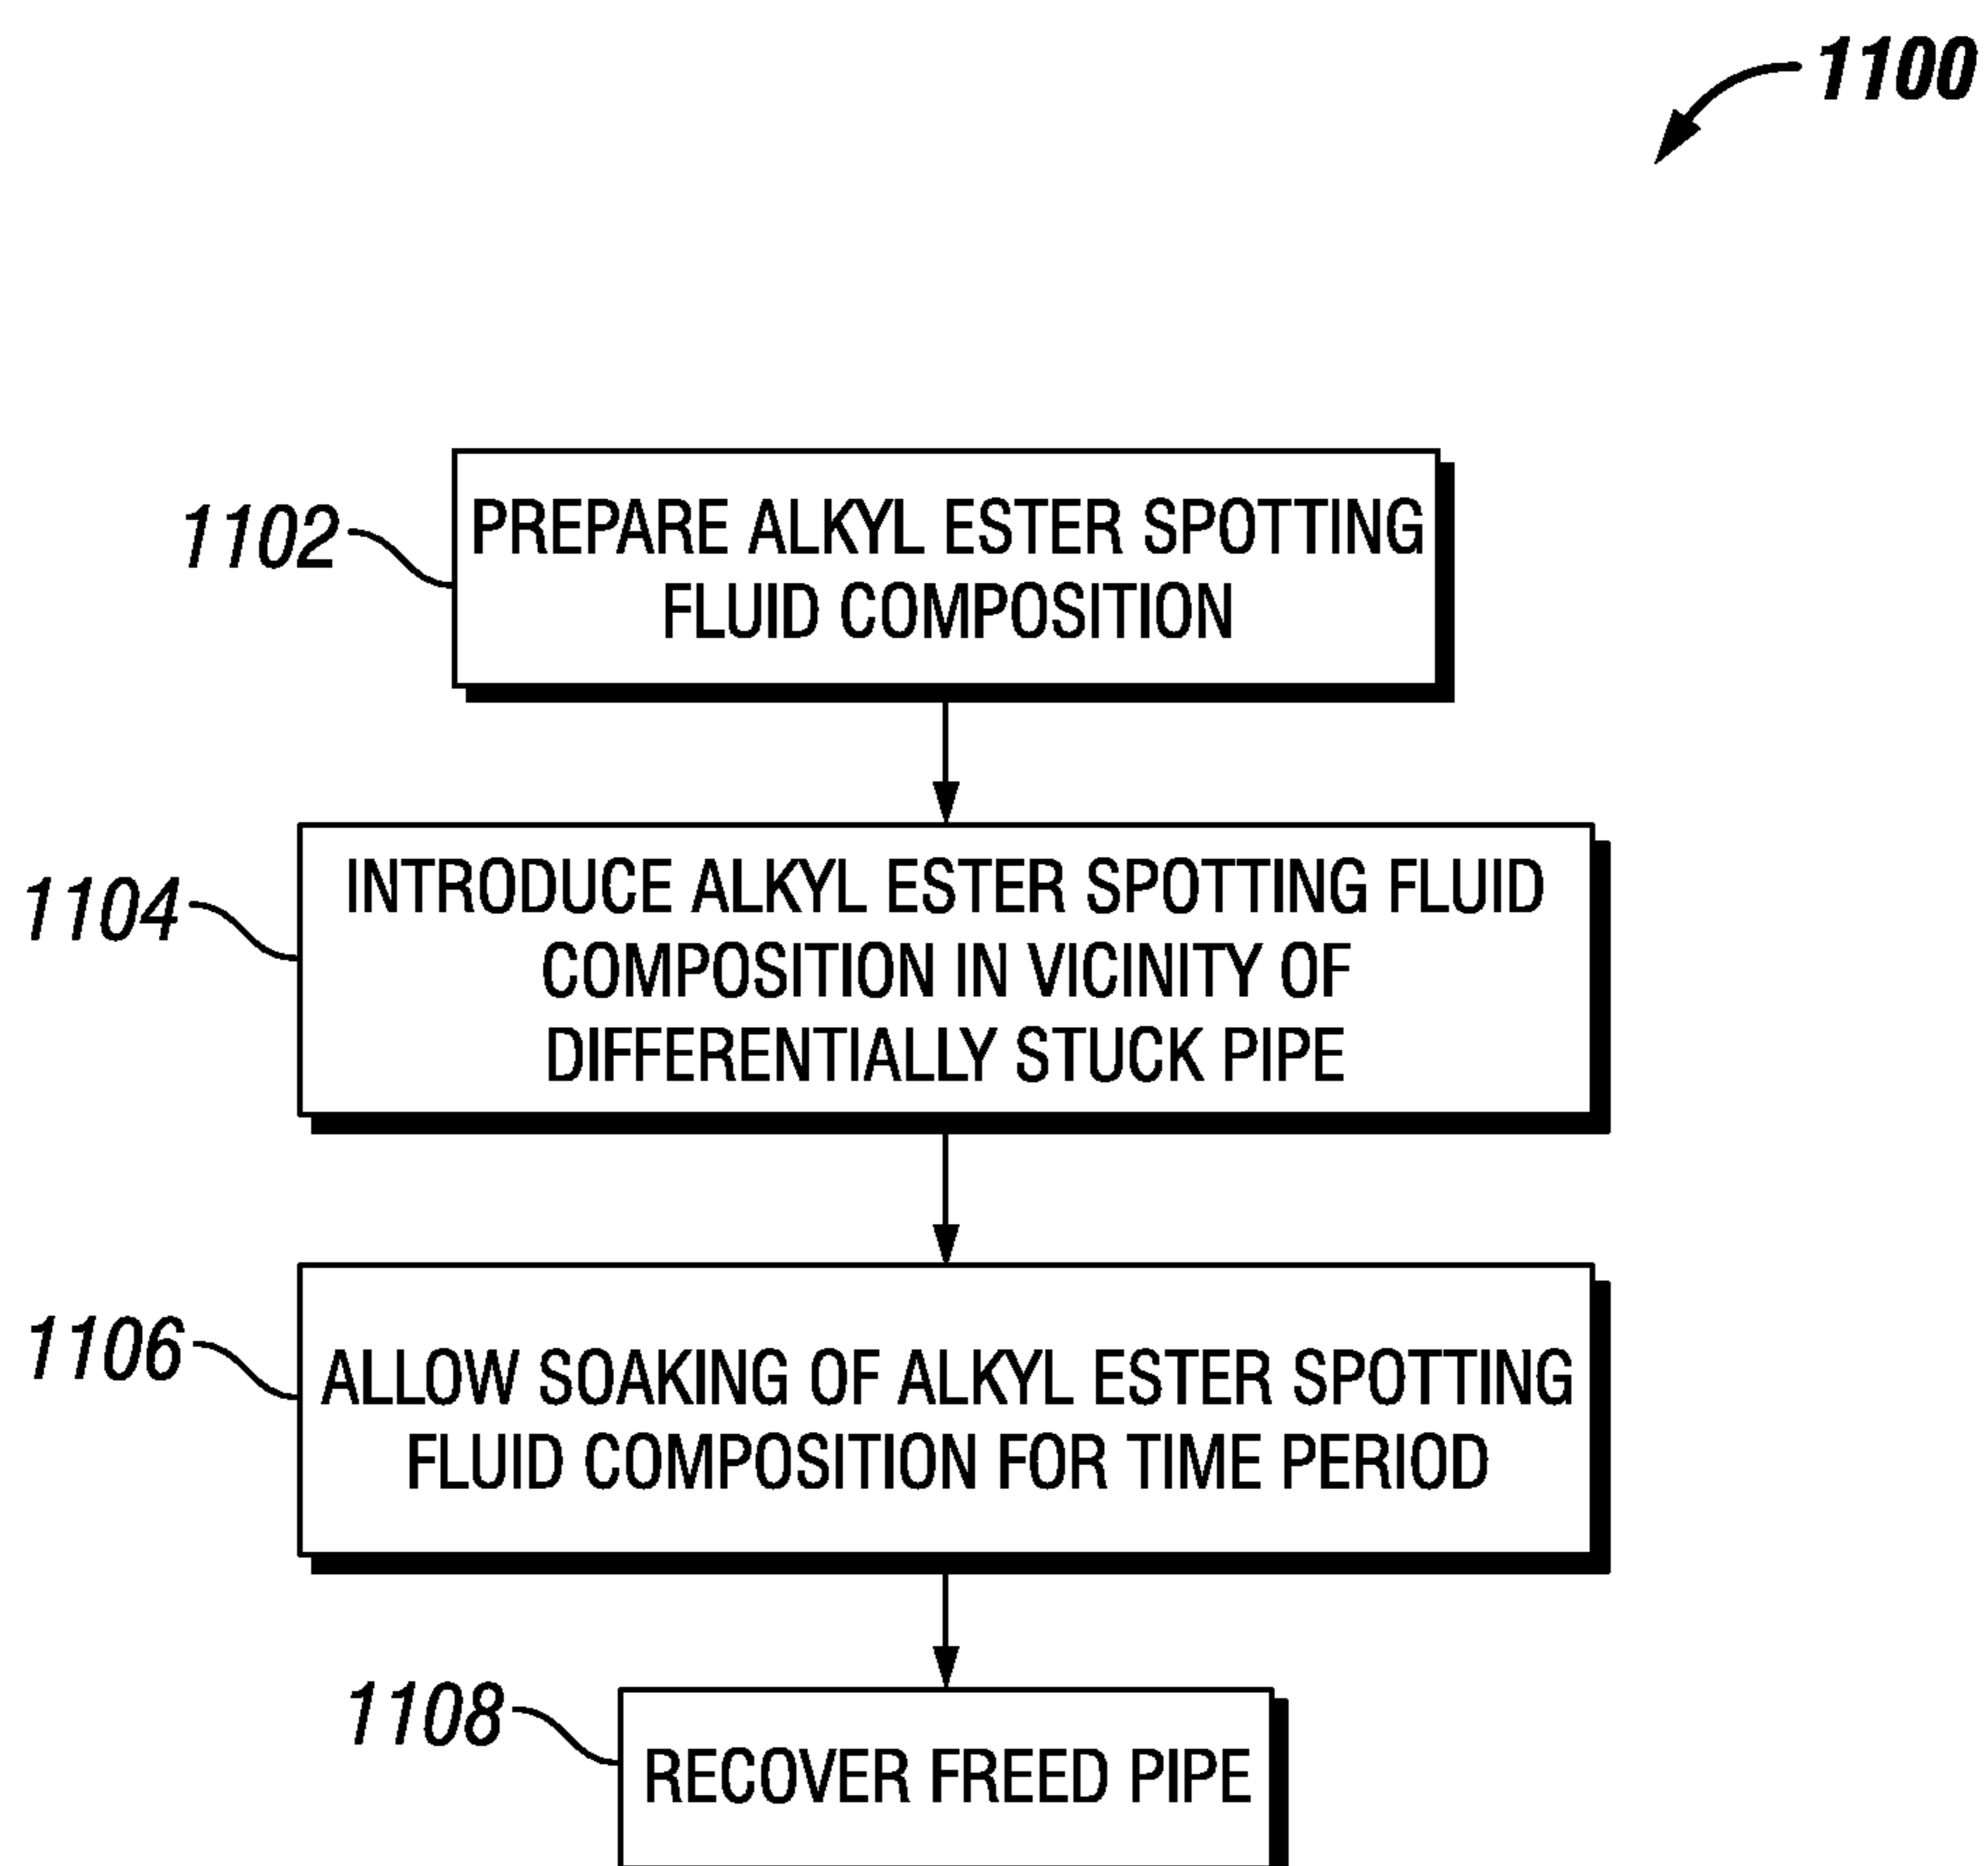 1100
1102
PREPARE ALKYL ESTER SPOTTING
FLUID COMPOSITION
1104
INTRODUCE ALKYL ESTER SPOTTING FLUID
COMPOSITION IN VICINITY OF
DIFFERENTIALLY STUCK PIPE
1106
ALLOW SOAKING OF ALKYL ESTER SPOTTING
FLUID COMPOSITION FOR TIME PERIOD
1108
RECOVER FREED PIPE